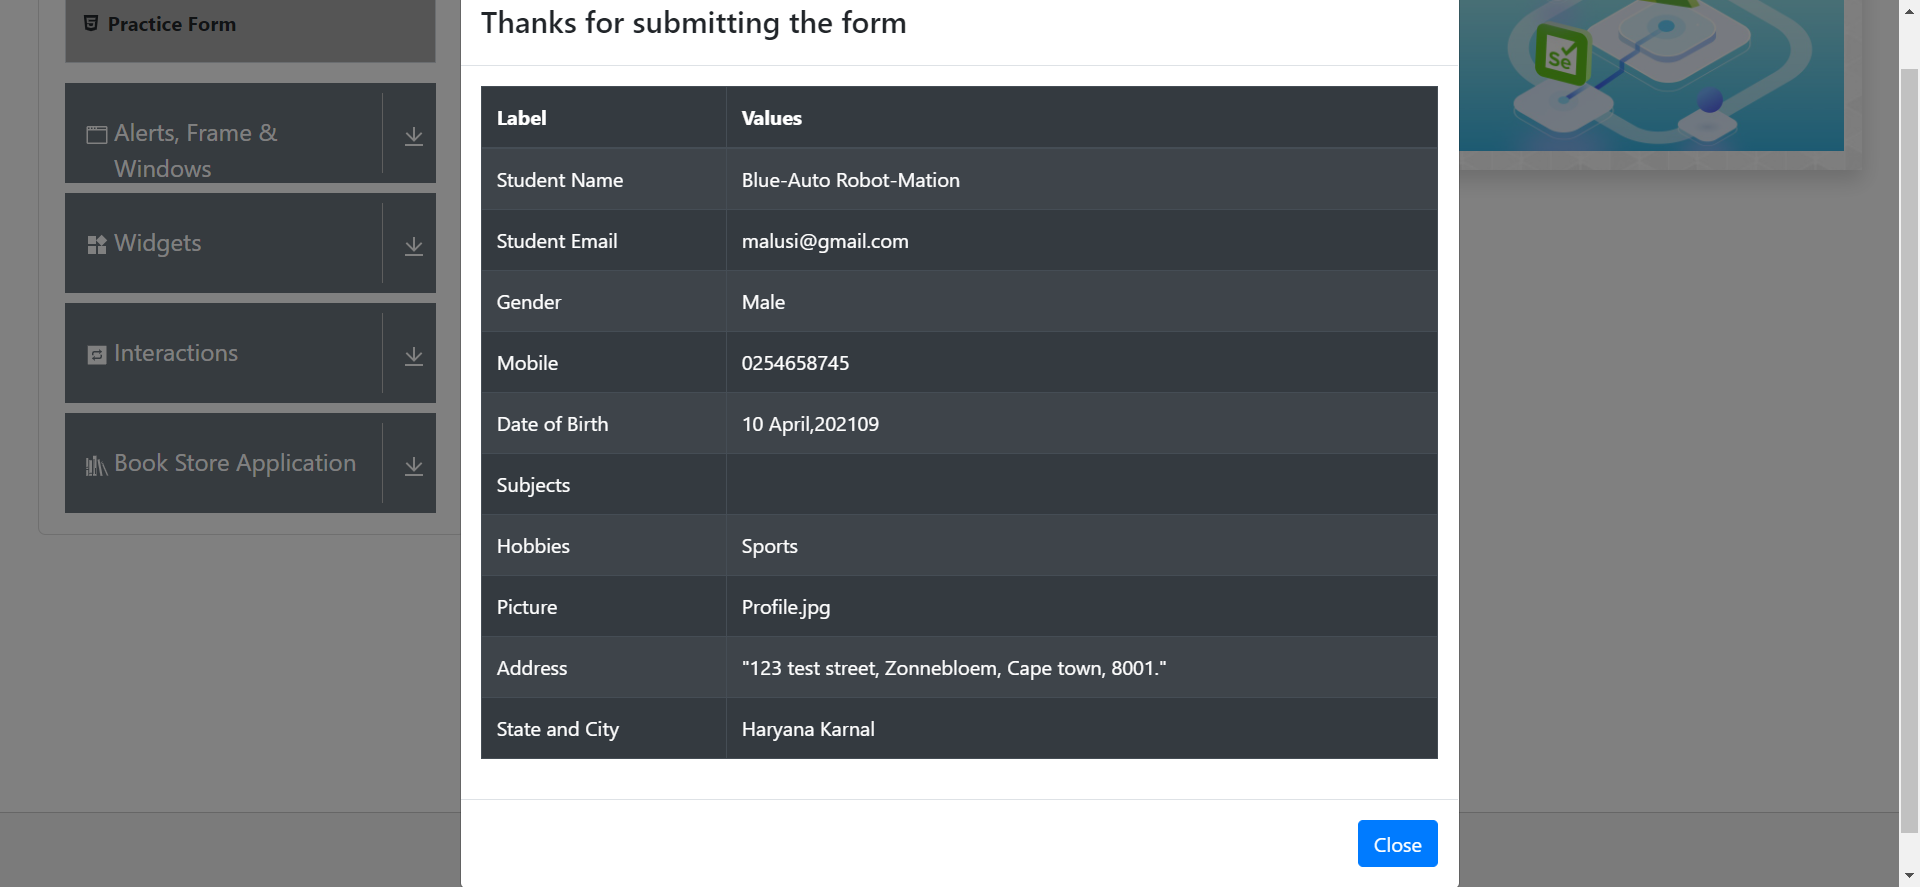 Practice Form
Alerts, Frame &
Windows
Widgets
Interactions
Book Store Application
Thanks for submitting the form
Label Values
Student Name Blue-Auto Robot-Mation
Student Email malusi@gmail.com
Gender Male
Mobile 0254658745
Date of Birth 10 April,202109
Subjects
Hobbies Sports
Picture Profile.jpg
Address "123 test street, Zonnebloem, Cape town, 8001."
State and City Haryana Karnal
Close
Se